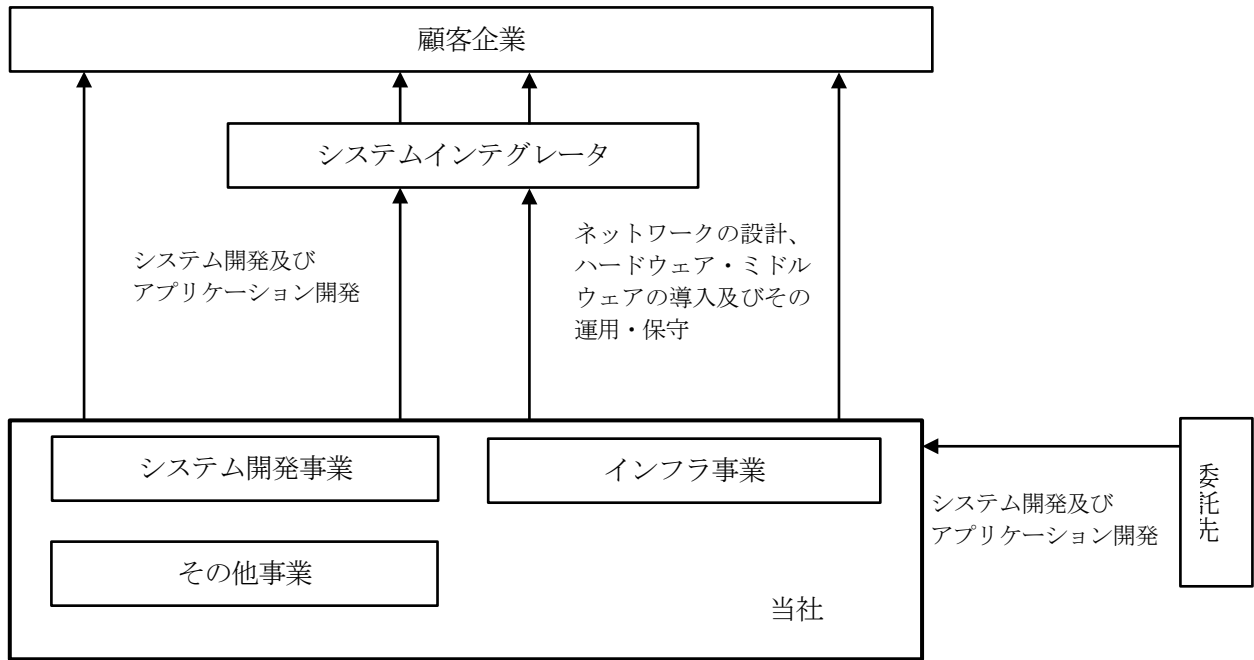 顧客企業
システムインテグレータ
システム開発及び
アプリケーション開発
ネットワークの設計、
ハードウェア・ミドル
ウェアの導入及びその
運用・保守
システム開発事業
インフラ事業
その他事業
当社
システム開発及び
アプリケーション開発
委託先